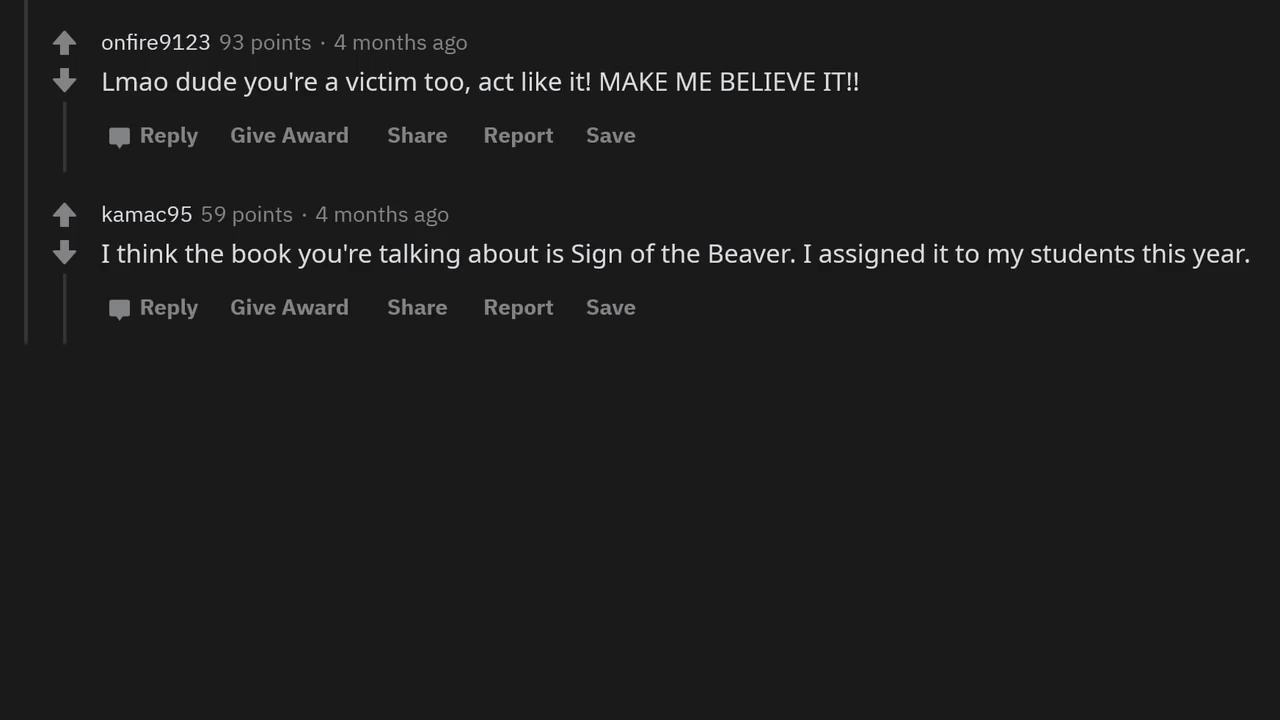 onfire9123 93 points · 4 months ago
Lmao dude you're a victim too, act like it! MAKE ME BELIEVE IT!!
Reply Give Award Share Report Save
kamac95 59 points · 4 months ago
I think the book you're talking about is Sign of the Beaver. I assigned it to my students this year.
Reply Give Award Share Report Save